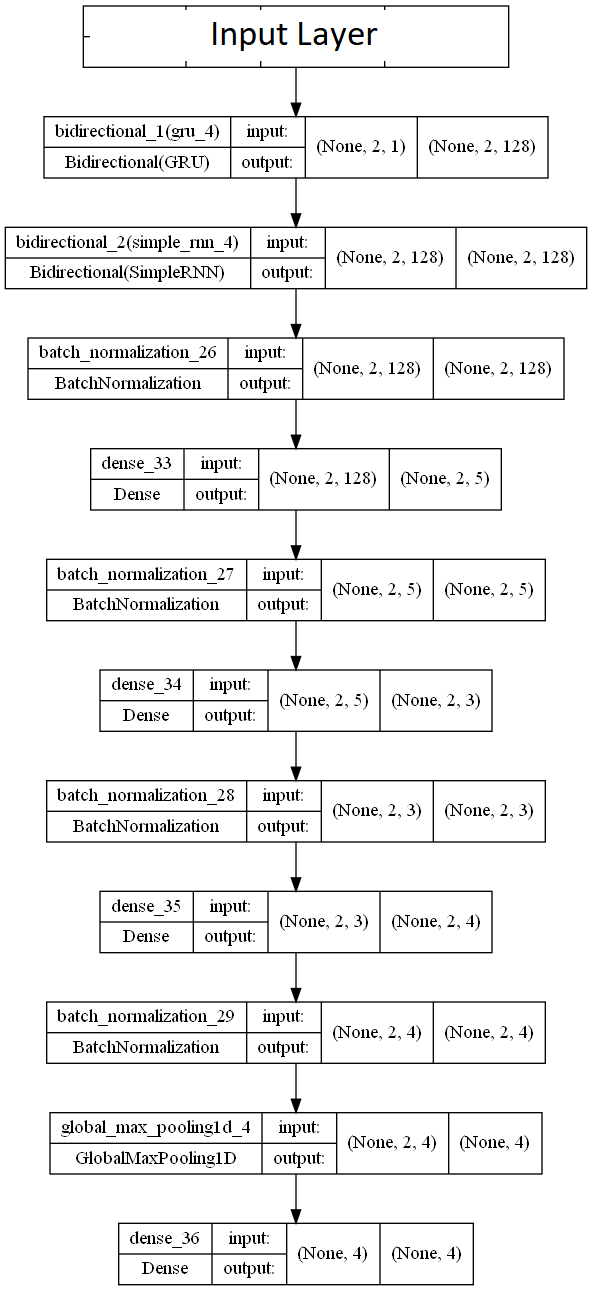 Input Layer
bidirectional_1(gru_4) input: (None, 2, 1) (None, 2, 128)
Bidirectional(GRU) output:
bidirectional_2(simple_rnn_4) input: (None, 2, 128) (None, 2, 128)
Bidirectional(SimpleRNN) output:
batch_normalization_26 input: (None, 2, 128) (None, 2, 128)
BatchNormalization output:
dense_33 input: (None, 2, 128) (None, 2, 5)
Dense output:
batch_normalization_27 input: (None, 2, 5) (None, 2, 5)
BatchNormalization output:
dense_34 input: (None, 2, 5) (None, 2, 3)
Dense output:
batch_normalization_28 input: (None, 2, 3) (None, 2, 3)
BatchNormalization output:
dense_35 input: (None, 2, 3) (None, 2, 4)
Dense output:
batch_normalization_29 input: (None, 2, 4) (None, 2, 4)
BatchNormalization output:
global_max_pooling1d_4 input: (None, 2, 4) (None, 4)
GlobalMaxPooling1D output:
dense_36 input: (None, 4) (None, 4)
Dense output: